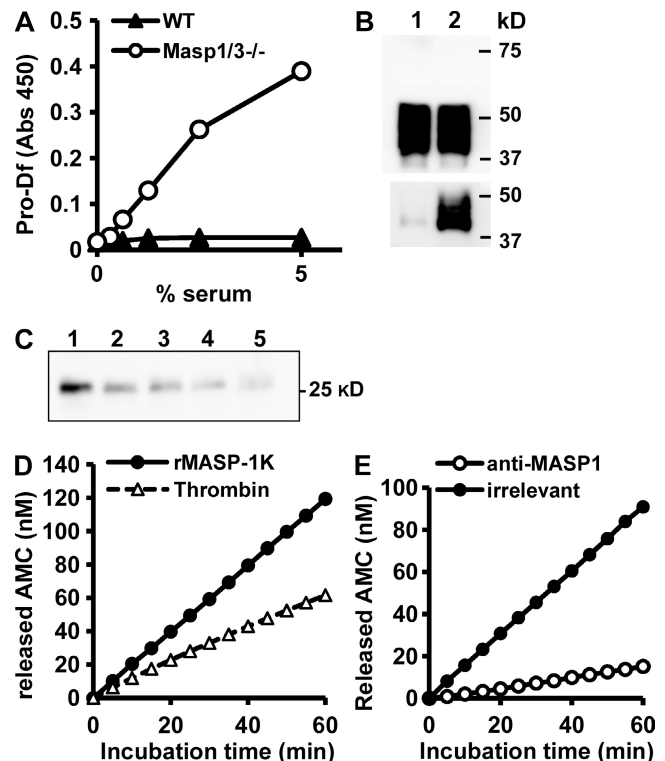 A
WT
Masp1/3-/-
Pro-Df (Abs 450)
0.5
0.4
0.3
0.2
0.1
0
0 5
% serum
B
1 2 kD
75
50
37
50
37
C
1 2 3 4 5
25 KD
D
rMASP-1K
Thrombin
released AMC (nM)
140
120
100
80
60
40
20
0
0 20 40 60
Incubation time (min)
E
anti-MASP1
irrelevant
Released AMC (nM)
100
80
60
40
20
0
0 20 40 60
Incubation time (min)